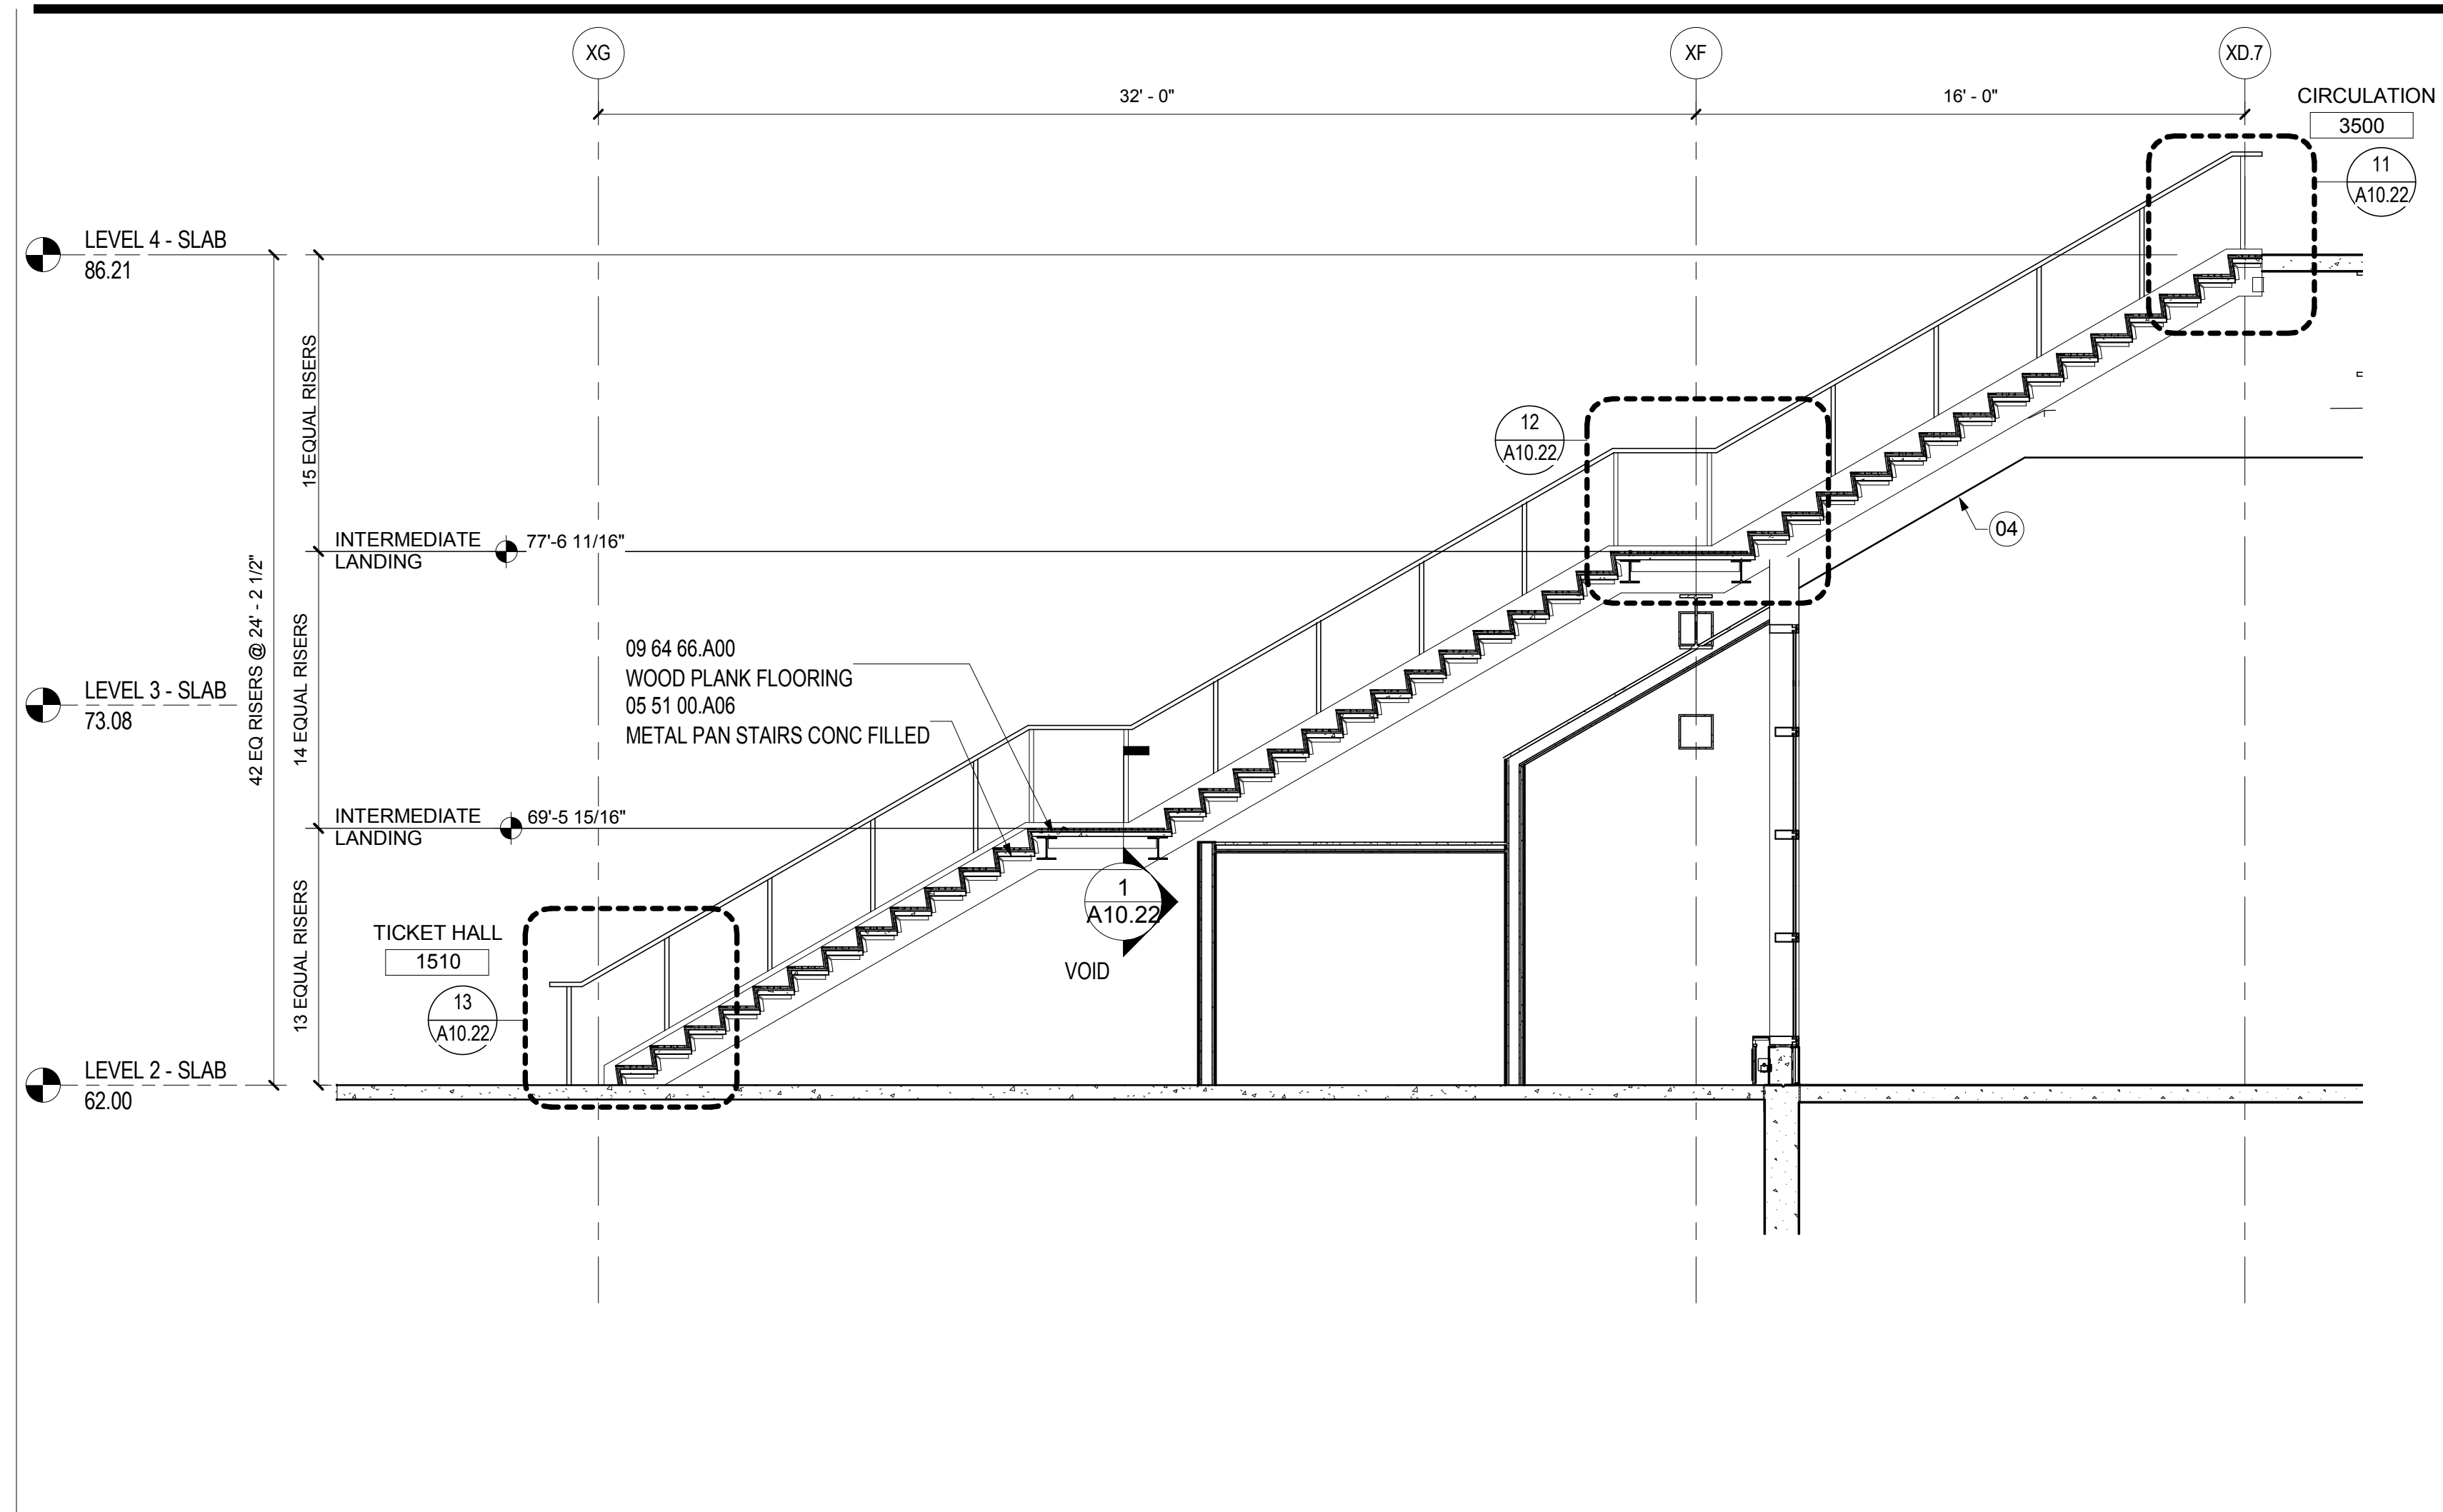 XG
XF
XD.7
32' - 0"
16' - 0"
CIRCULATION
3500
11
A10.22
LEVEL 4 - SLAB
86.21
15 EQUAL RISERS
12
A10.22
INTERMEDIATE
LANDING
77'-6 11/16"
04
42 EQ RISERS @ 24' - 2 1/2"
14 EQUAL RISERS
09 64 66.A00
WOOD PLANK FLOORING
05 51 00.A06
METAL PAN STAIRS CONC FILLED
LEVEL 3 - SLAB
73.08
INTERMEDIATE
LANDING
69'-5 15/16"
1
A10.22
VOID
13 EQUAL RISERS
TICKET HALL
1510
13
A10.22
LEVEL 2 - SLAB
62.00